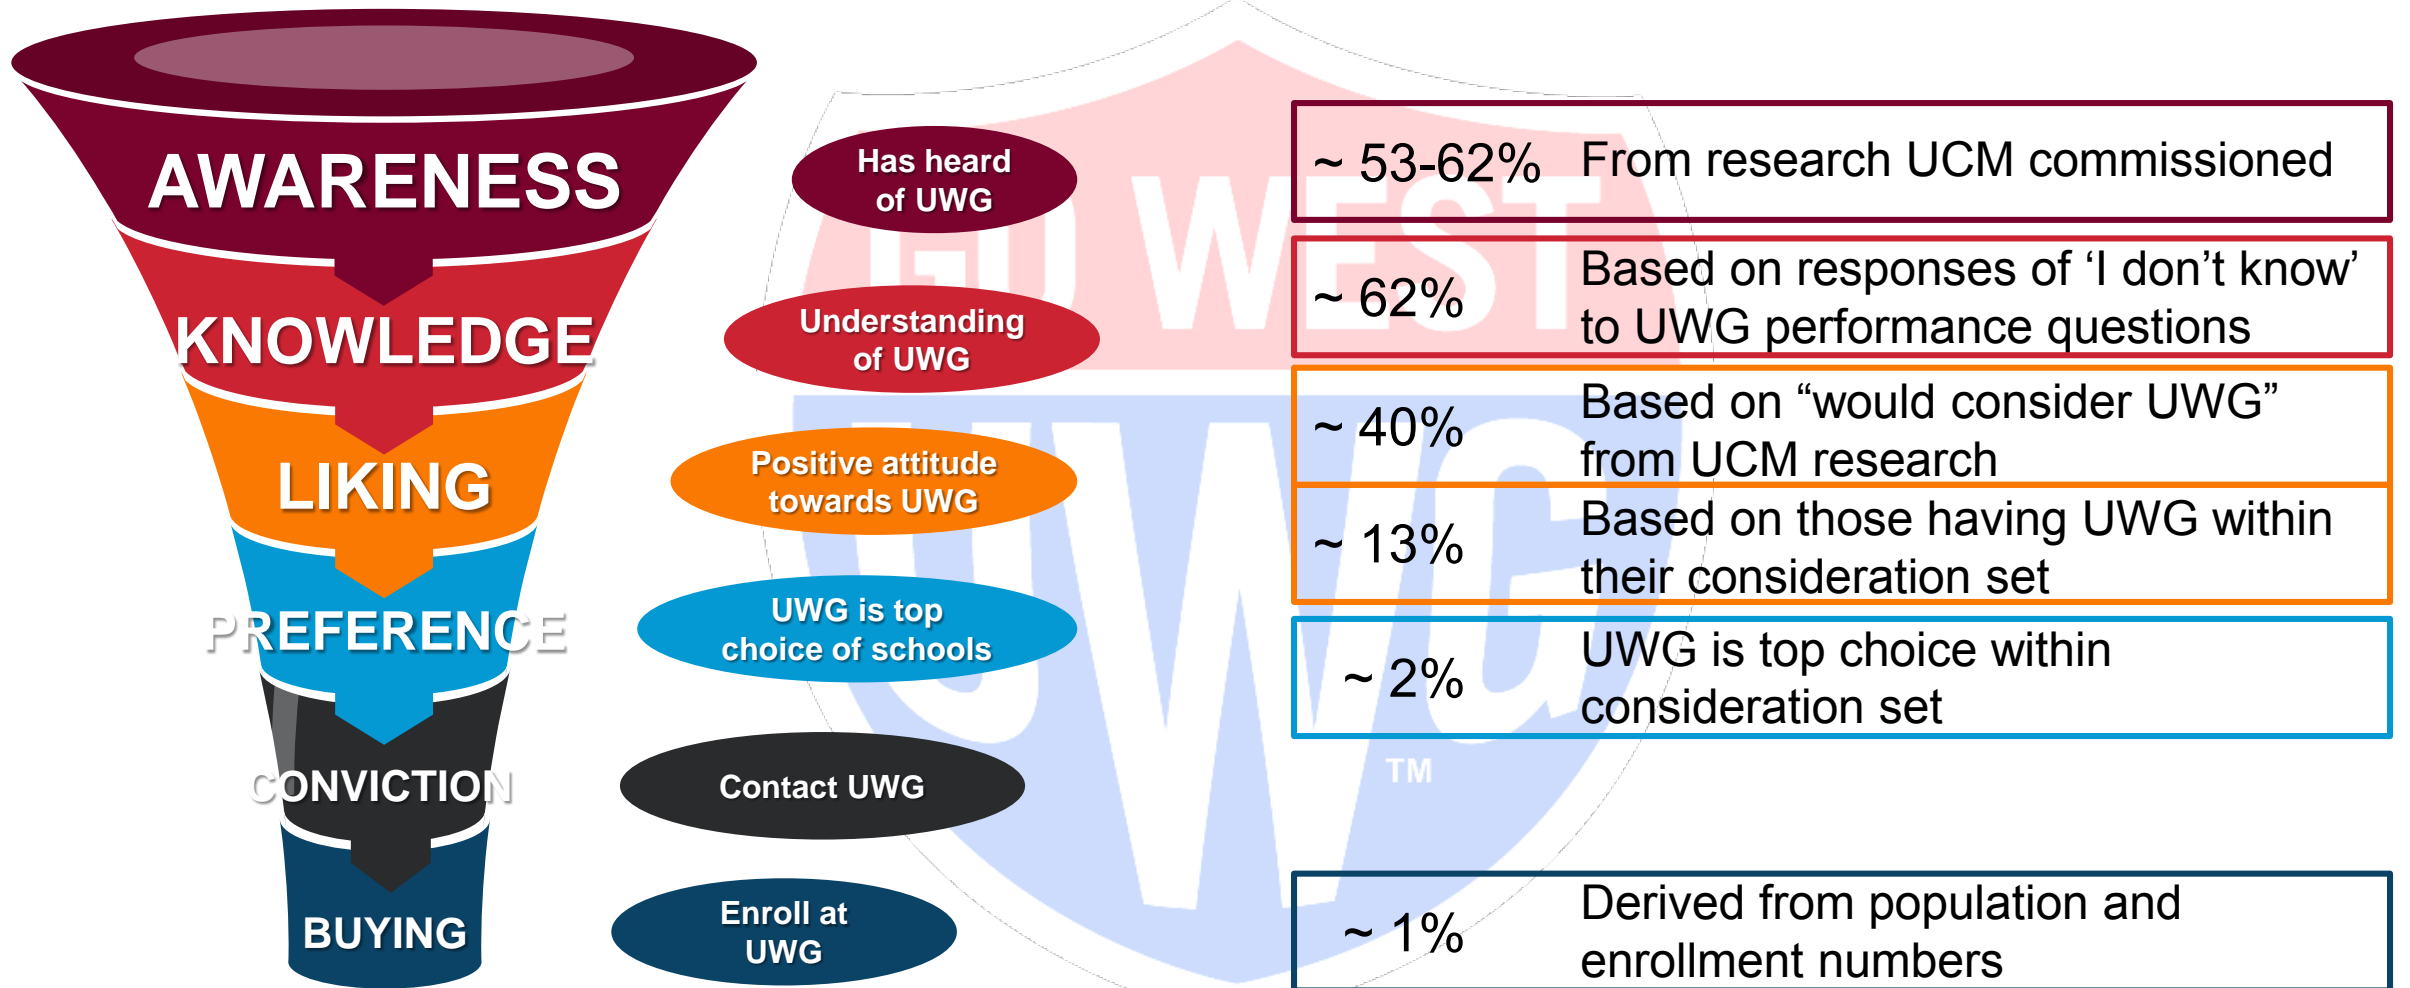 AWARENESS
Has heard
of UWG
~ 53-62%
From research UCM commissioned
KNOWLEDGE
Understanding
of UWG
~ 62%
Based on responses of ‘I don’t know’
to UWG performance questions
LIKING
Positive attitude
towards UWG
~ 40%
Based on “would consider UWG”
from UCM research
~ 13%
Based on those having UWG within
their consideration set
PREFERENCE
UWG is top
choice of schools
~ 2%
UWG is top choice within
consideration set
CONVICTION
Contact UWG
BUYING
Enroll at
UWG
~ 1%
Derived from population and
enrollment numbers
GO WEST
UWG
TM